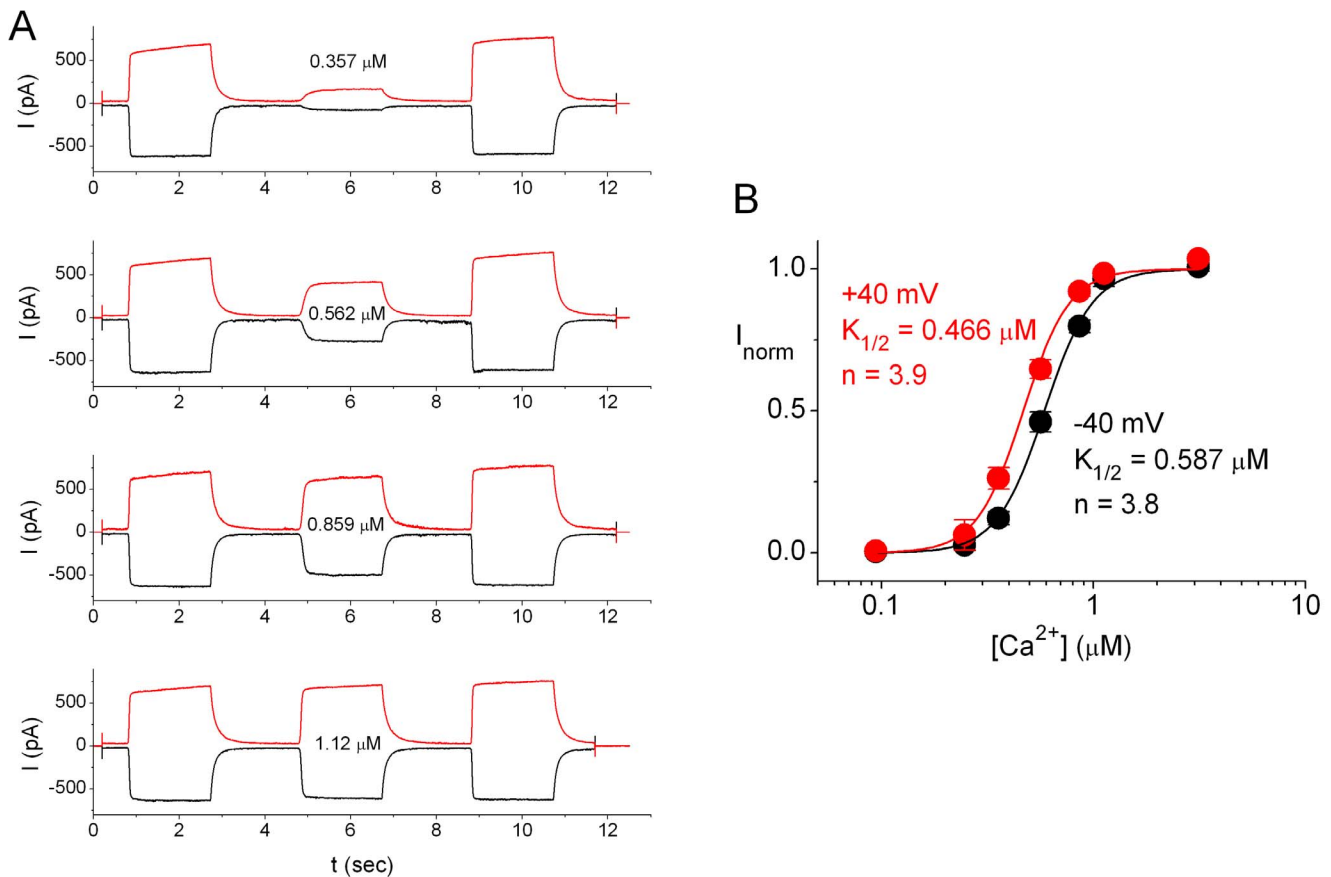 A
I (pA)
500
0
-500
0.357 μM
0 2 4 6 8 10 12
I (pA)
500
0
-500
0.562 μM
0 2 4 6 8 10 12
I (pA)
500
0
-500
0.859 μM
0 2 4 6 8 10 12
I (pA)
500
0
-500
1.12 μM
0 2 4 6 8 10 12
t (sec)
B
I_norm
1.0
0.5
0.0
+40 mV
K_1/2 = 0.466 μM
n = 3.9
-40 mV
K_1/2 = 0.587 μM
n = 3.8
0.1 1 10
[Ca²⁺] (μM)